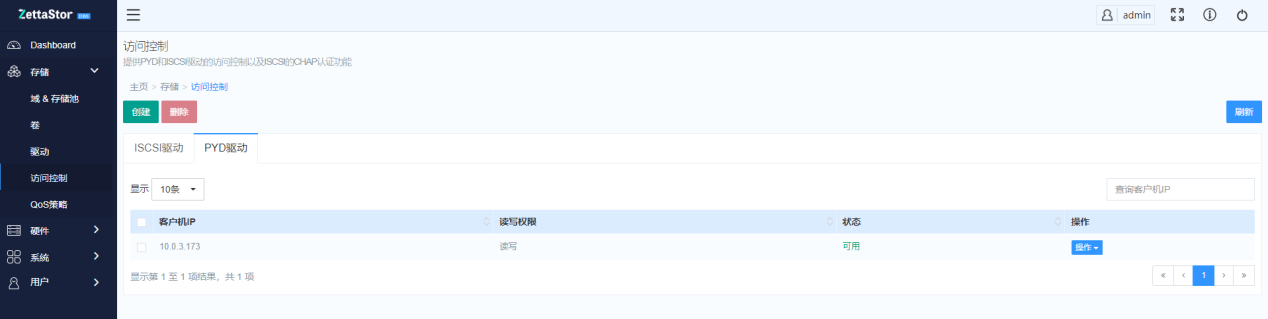 ZettaStor DBS
admin
Dashboard
存储
域 & 存储池
卷
驱动
访问控制
QoS策略
硬件
系统
用户
访问控制
提供PYD和ISCSI驱动的访问控制以及ISCSI的CHAP认证功能
主页 > 存储 > 访问控制
创建 删除 刷新
ISCSI驱动 PYD驱动
显示 10条 查询客户机IP
客户机IP 读写权限 状态 操作
10.0.3.173 读写 可用 操作
显示第 1 至 1 项结果，共 1 项 « ‹ 1 › »